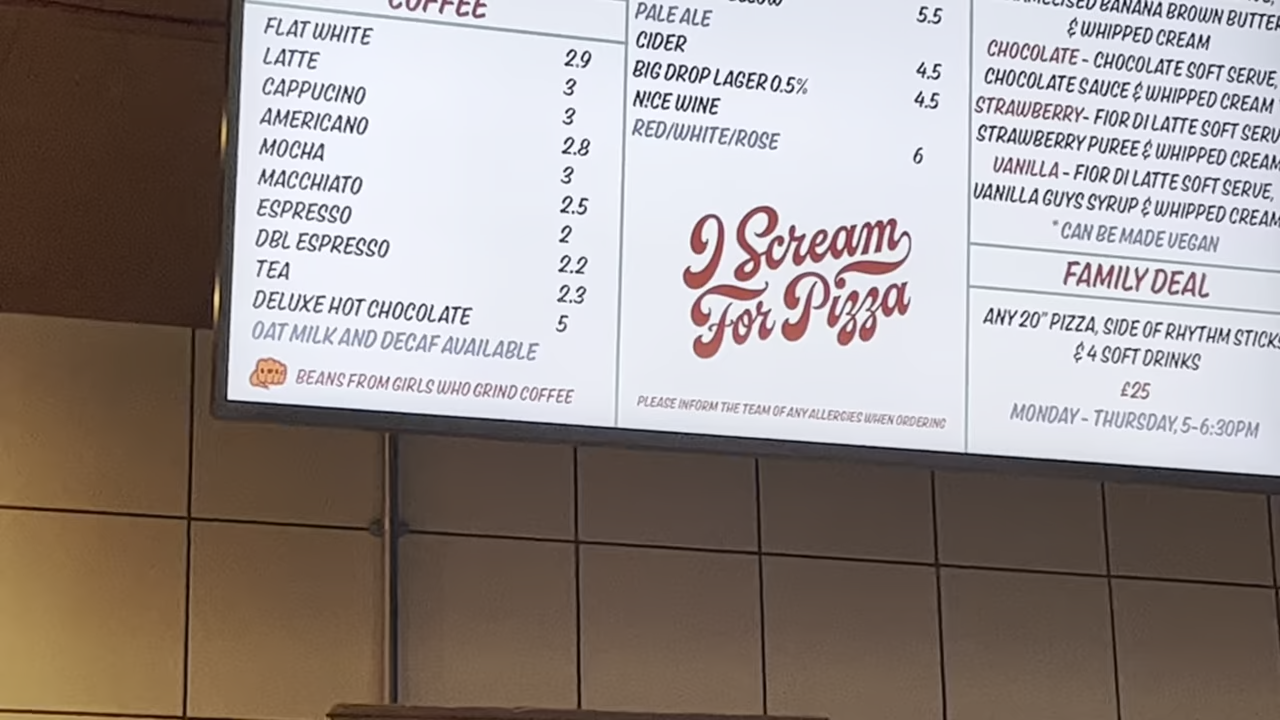 COFFEE
FLAT WHITE 2.9
LATTE 3
CAPPUCINO 3
AMERICANO 2.8
MOCHA 3
MACCHIATO 2.5
ESPRESSO 2
DBL ESPRESSO 2.2
TEA 2.3
DELUXE HOT CHOCOLATE 5
OAT MILK AND DECAF AVAILABLE
BEANS FROM GIRLS WHO GRIND COFFEE
PALE ALE 5.5
CIDER 4.5
BIG DROP LAGER 0.5% 4.5
N!CE WINE
RED/WHITE/ROSE 6
I Scream
For Pizza
PLEASE INFORM THE TEAM OF ANY ALLERGIES WHEN ORDERING
BANANA BROWN BUTTER
& WHIPPED CREAM
CHOCOLATE - CHOCOLATE SOFT SERVE,
CHOCOLATE SAUCE & WHIPPED CREAM
STRAWBERRY- FIOR DI LATTE SOFT SERV
STRAWBERRY PUREE & WHIPPED CREAM
VANILLA - FIOR DI LATTE SOFT SERVE,
VANILLA GUYS SYRUP & WHIPPED CREAM
* CAN BE MADE VEGAN
FAMILY DEAL
ANY 20" PIZZA, SIDE OF RHYTHM STICKS
& 4 SOFT DRINKS
£25
MONDAY - THURSDAY, 5-6:30PM